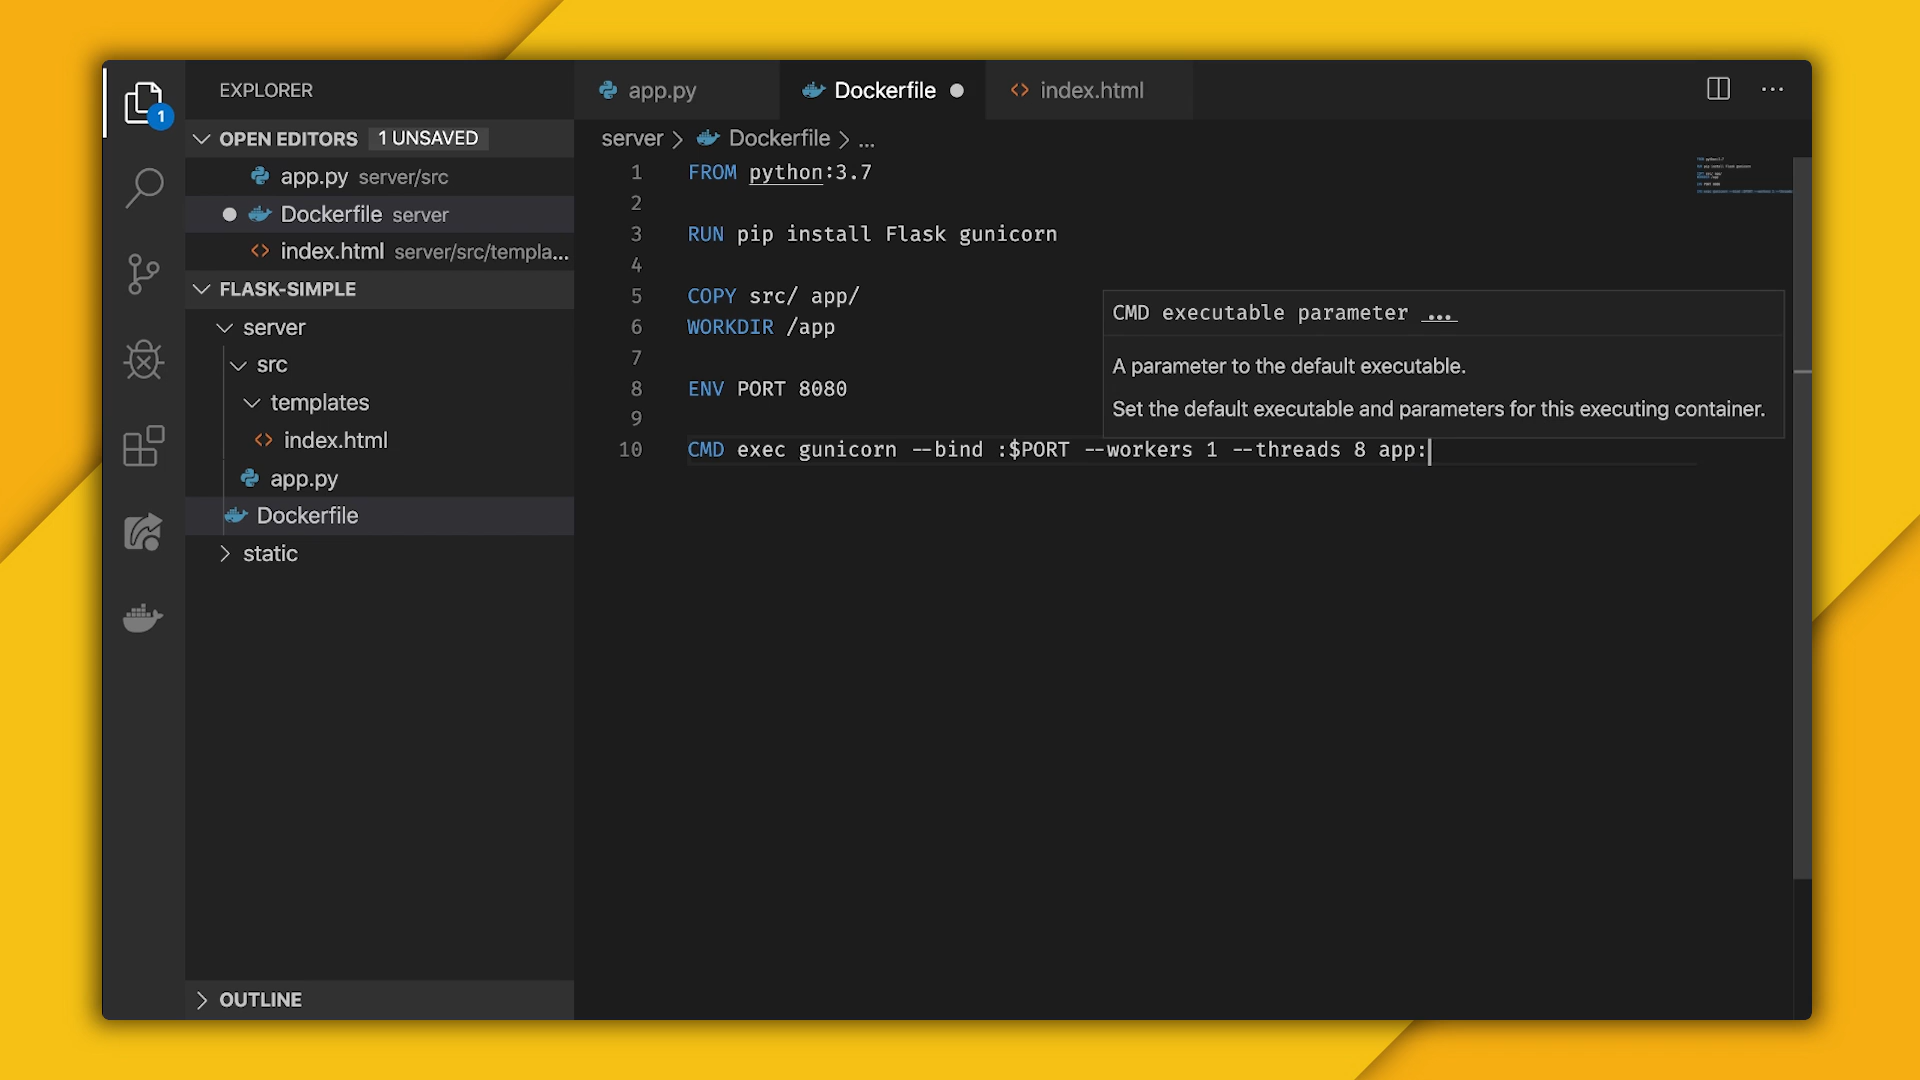 EXPLORER
1
OPEN EDITORS 1 UNSAVED
app.py server/src
Dockerfile server
index.html server/src/templa...
FLASK-SIMPLE
server
src
templates
index.html
app.py
Dockerfile
static
OUTLINE
app.py Dockerfile index.html
server > Dockerfile > ...
1 FROM python:3.7
2
3 RUN pip install Flask gunicorn
4
5 COPY src/ app/
6 WORKDIR /app
7
8 ENV PORT 8080
9
10 CMD exec gunicorn --bind :$PORT --workers 1 --threads 8 app:
CMD executable parameter ...
A parameter to the default executable.
Set the default executable and parameters for this executing container.